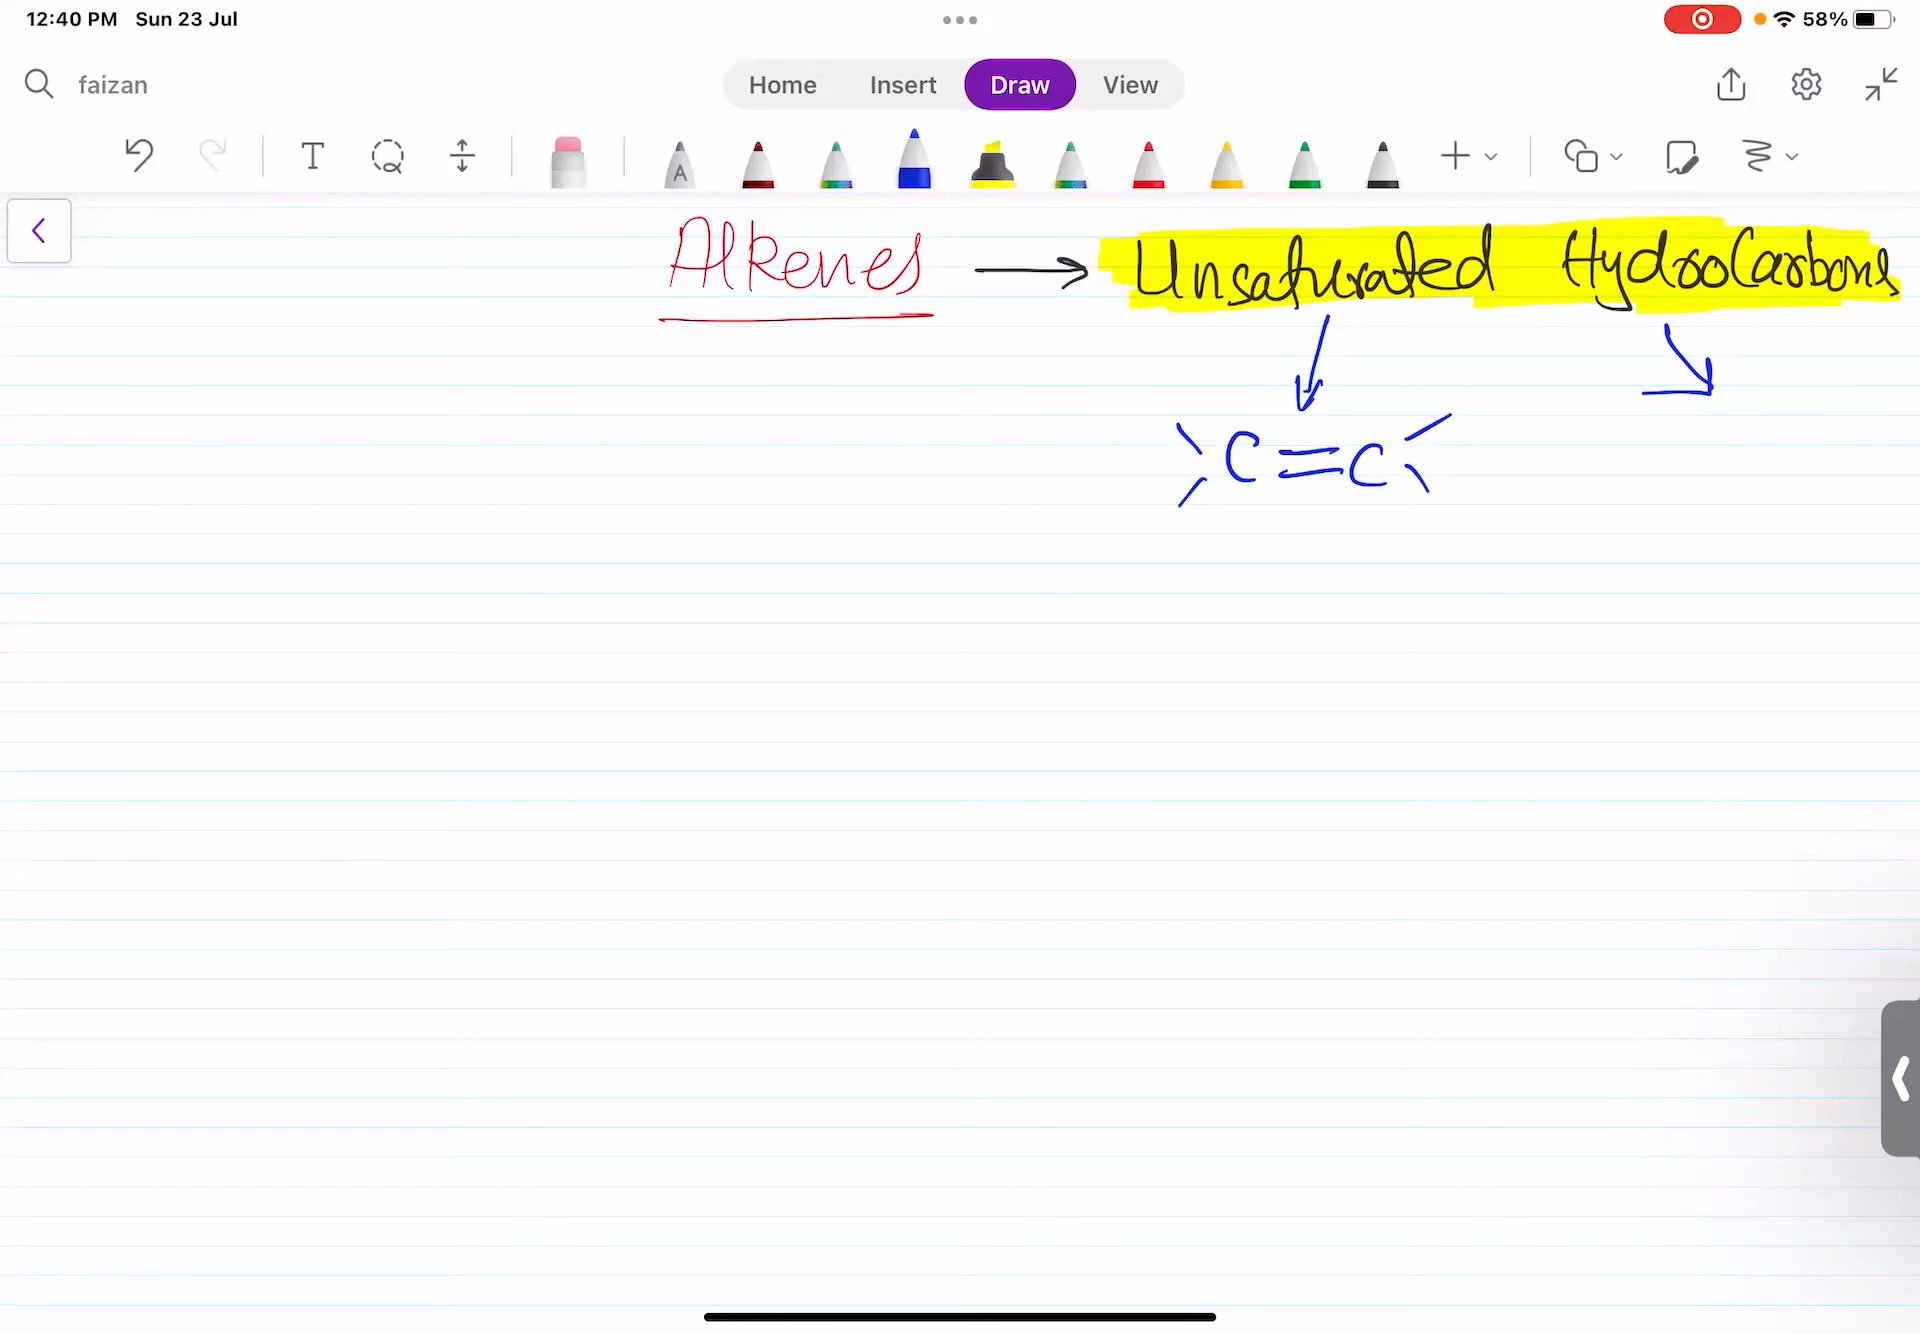 12:40 PM Sun 23 Jul
58%
faizan
Home Insert Draw View
T
A
Alkenes → Unsaturated HydroCarbons
C=C